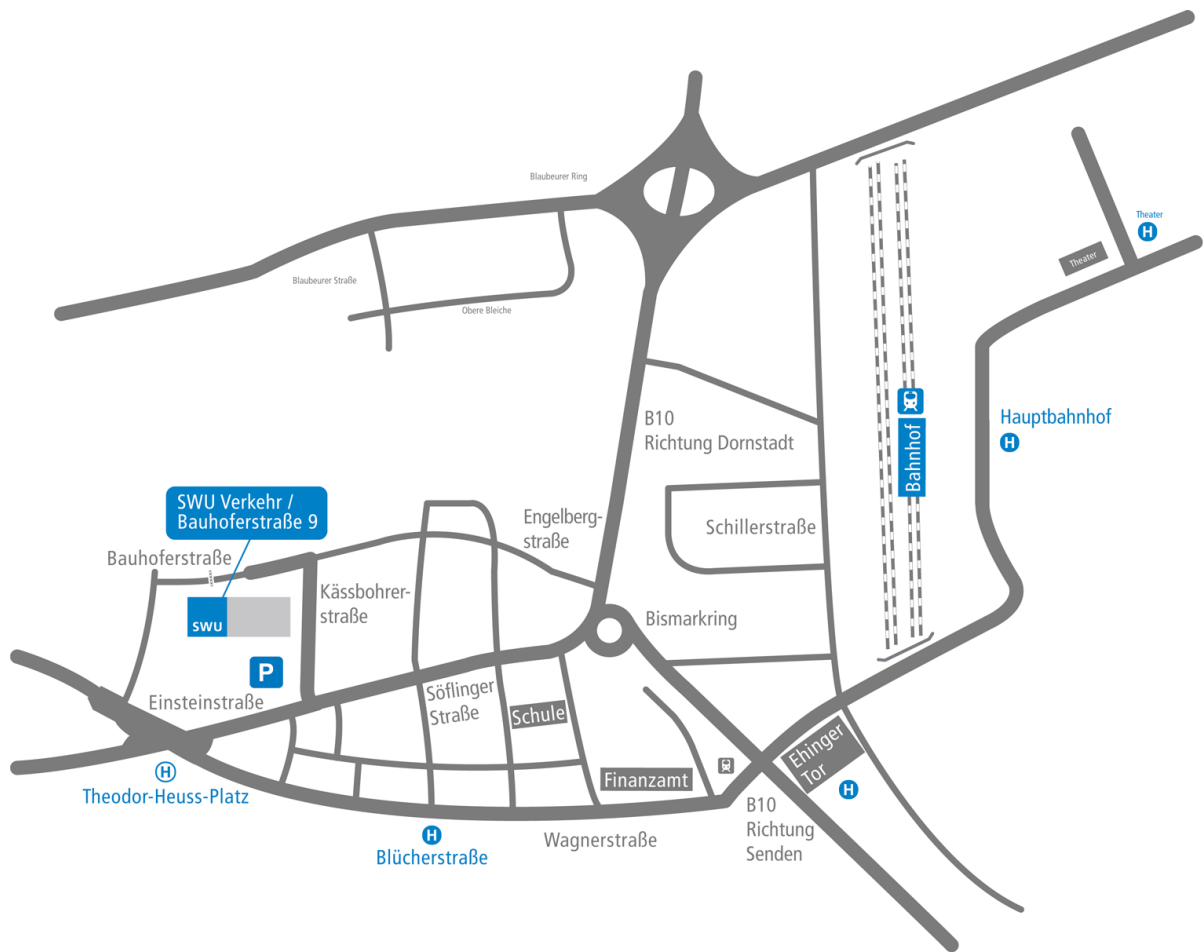 Blaubeurer Ring
Theater
H
Theater
Blaubeurer Straße
Obere Bleiche
B10
Richtung Dornstadt
Hauptbahnhof
H
Bahnhof
SWU Verkehr /
Bauhoferstraße 9
Engelberg-
straße
Schillerstraße
Bauhoferstraße
Kässbohrer-
straße
SWU
Bismarkring
P
Einsteinstraße
Söflinger
Straße
Schule
Ehinger
Tor
H
Finanzamt
H
Theodor-Heuss-Platz
B10
Richtung
Senden
Wagnerstraße
H
Blücherstraße